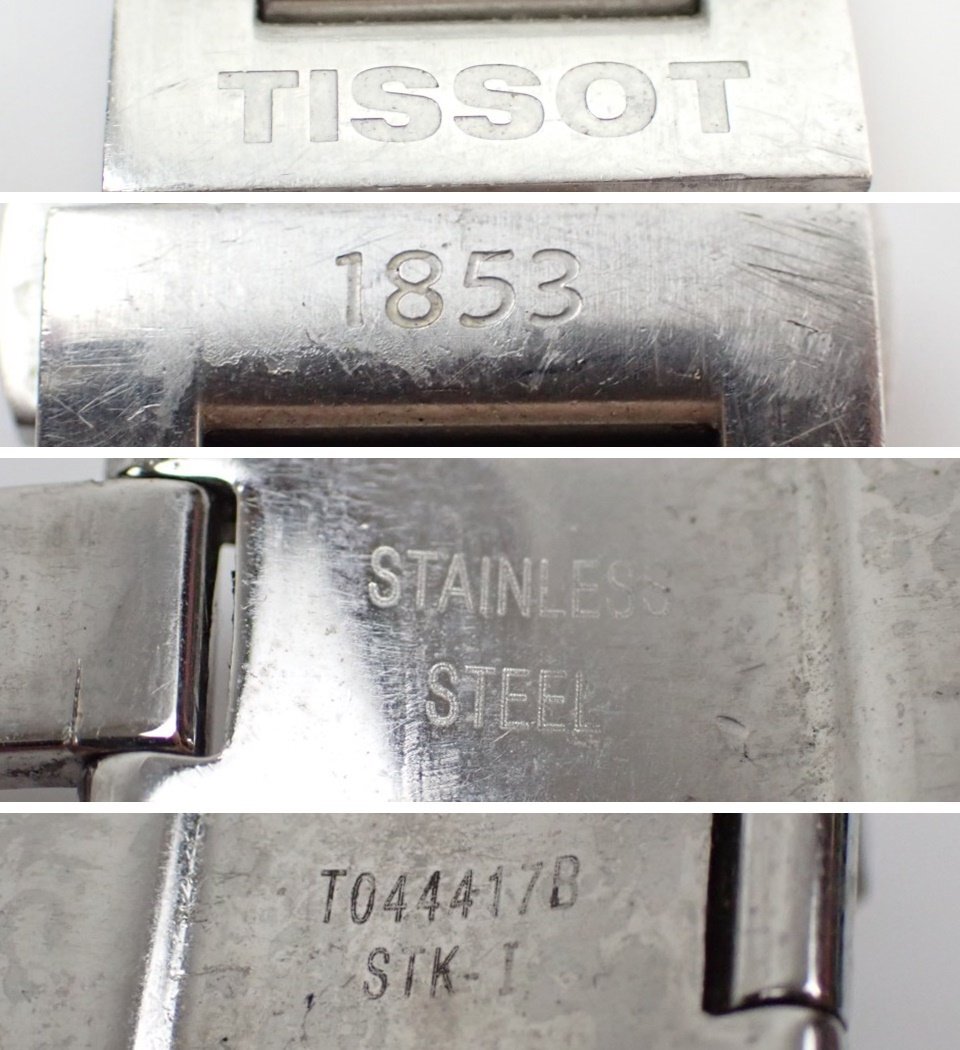 TISSOT
1853
STAINLESS
STEEL
T044417B
STK-I